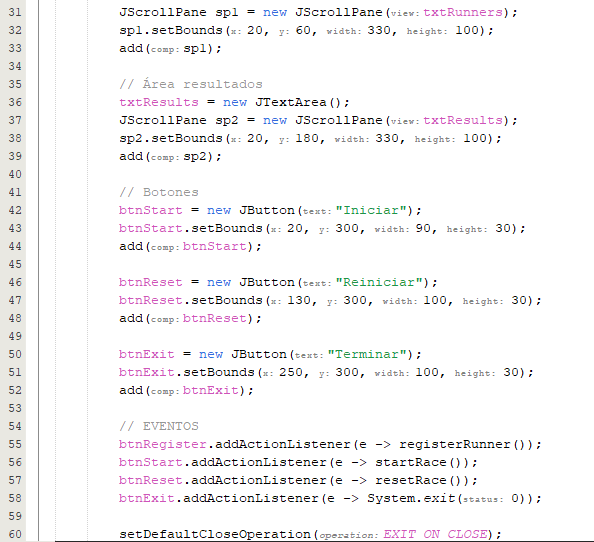 31 JScrollPane sp1 = new JScrollPane(view: txtRunners);
32 sp1.setBounds(x: 20, y: 60, width: 330, height: 100);
33 add(comp: sp1);
34
35 // Área resultados
36 txtResults = new JTextArea();
37 JScrollPane sp2 = new JScrollPane(view: txtResults);
38 sp2.setBounds(x: 20, y: 180, width: 330, height: 100);
39 add(comp: sp2);
40
41 // Botones
42 btnStart = new JButton(text: "Iniciar");
43 btnStart.setBounds(x: 20, y: 300, width: 90, height: 30);
44 add(comp: btnStart);
45
46 btnReset = new JButton(text: "Reiniciar");
47 btnReset.setBounds(x: 130, y: 300, width: 100, height: 30);
48 add(comp: btnReset);
49
50 btnExit = new JButton(text: "Terminar");
51 btnExit.setBounds(x: 250, y: 300, width: 100, height: 30);
52 add(comp: btnExit);
53
54 // EVENTOS
55 btnRegister.addActionListener(e -> registerRunner());
56 btnStart.addActionListener(e -> startRace());
57 btnReset.addActionListener(e -> resetRace());
58 btnExit.addActionListener(e -> System.exit(status: 0));
59
60 setDefaultCloseOperation(operation: EXIT_ON_CLOSE);